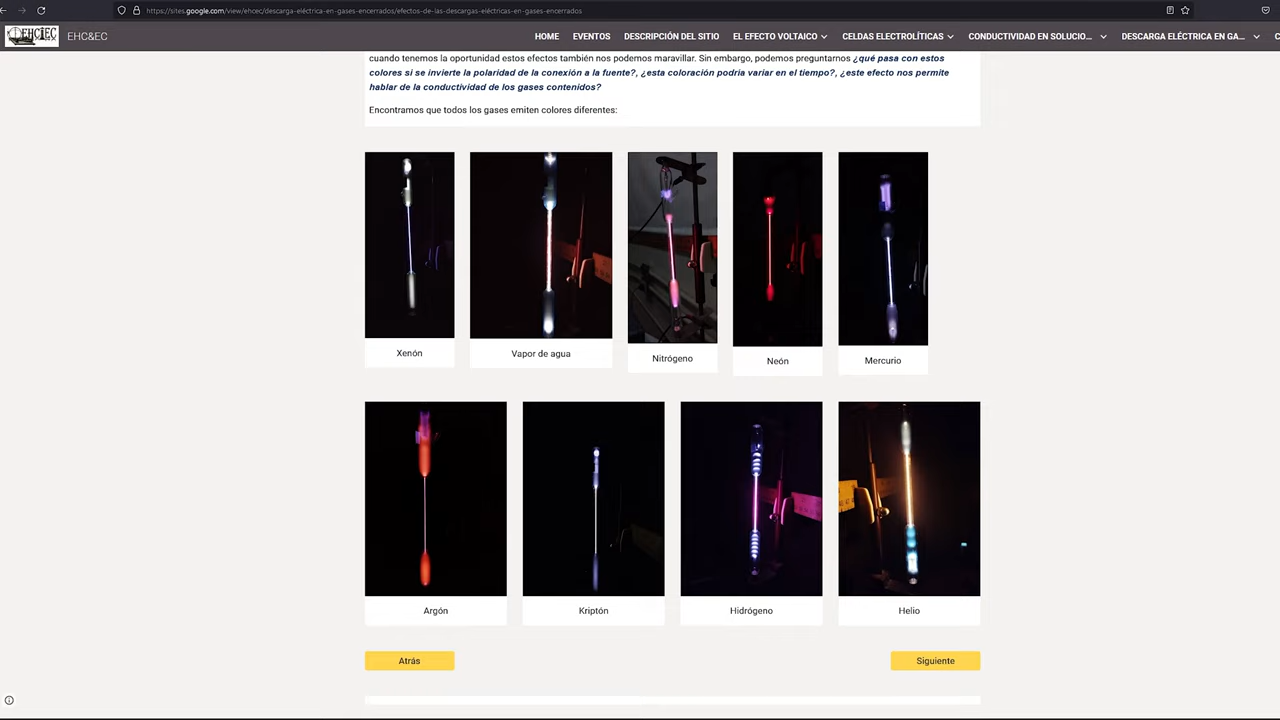 https://sites.google.com/view/ehcec/descarga-eléctrica-en-gases-encerrados/efectos-de-las-descargas-eléctricas-en-gases-encerrados
EHC&EC
HOME
EVENTOS
DESCRIPCIÓN DEL SITIO
EL EFECTO VOLTAICO
CELDAS ELECTROLÍTICAS
CONDUCTIVIDAD EN SOLUCIO...
DESCARGA ELÉCTRICA EN GA...
cuando tenemos la oportunidad estos efectos también nos podemos maravillar. Sin embargo, podemos preguntarnos ¿qué pasa con estos
colores si se invierte la polaridad de la conexión a la fuente?, ¿esta coloración podria variar en el tiempo?, ¿este efecto nos permite
hablar de la conductividad de los gases contenidos?
Encontramos que todos los gases emiten colores diferentes:
Xenón
Vapor de agua
Nitrógeno
Neón
Mercurio
Argón
Kriptón
Hidrógeno
Helio
Atrás
Siguiente